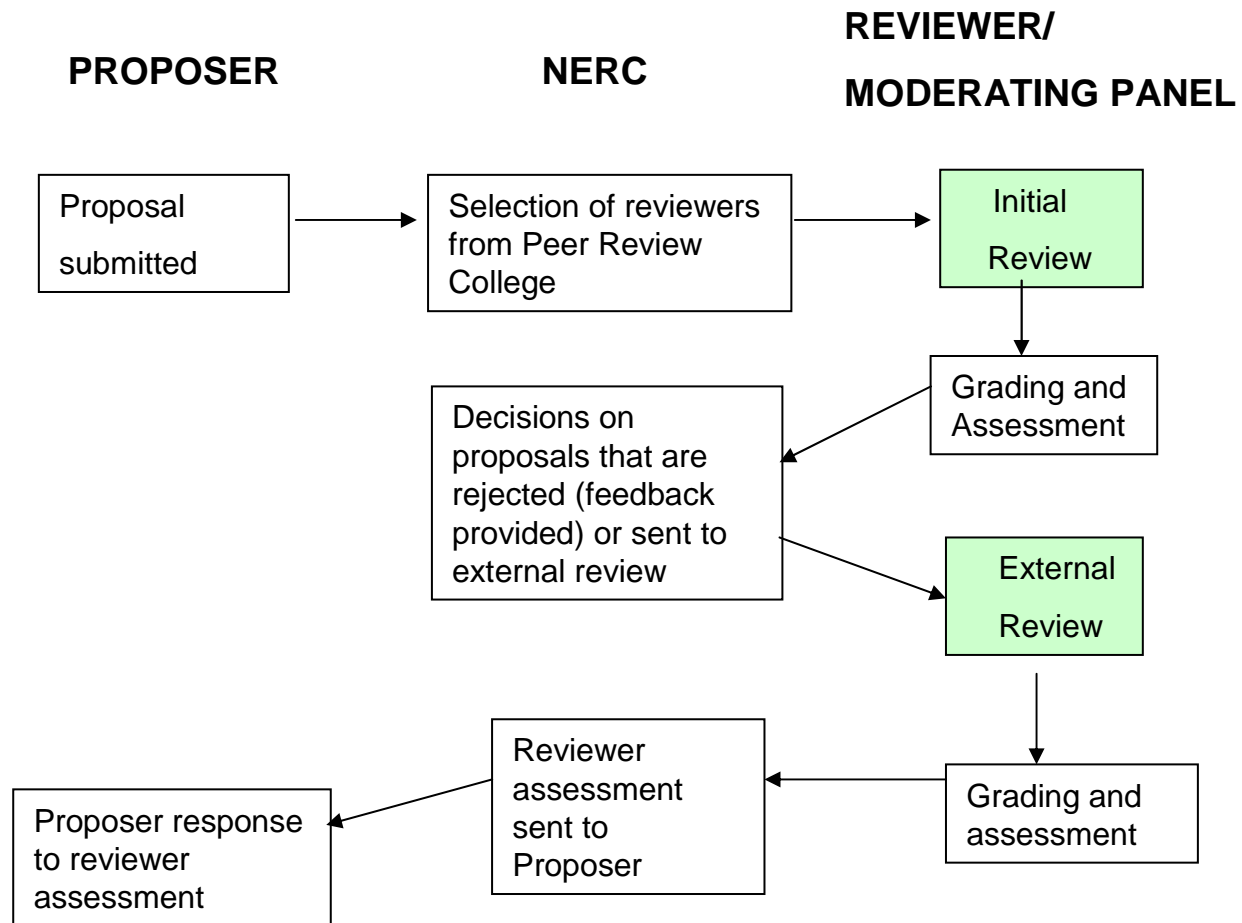 PROPOSER
NERC
REVIEWER/
MODERATING PANEL
Proposal
submitted
Selection of reviewers
from Peer Review
College
Initial
Review
Grading and
Assessment
Decisions on
proposals that are
rejected (feedback
provided) or sent to
external review
External
Review
Grading and
assessment
Reviewer
assessment
sent to
Proposer
Proposer response
to reviewer
assessment